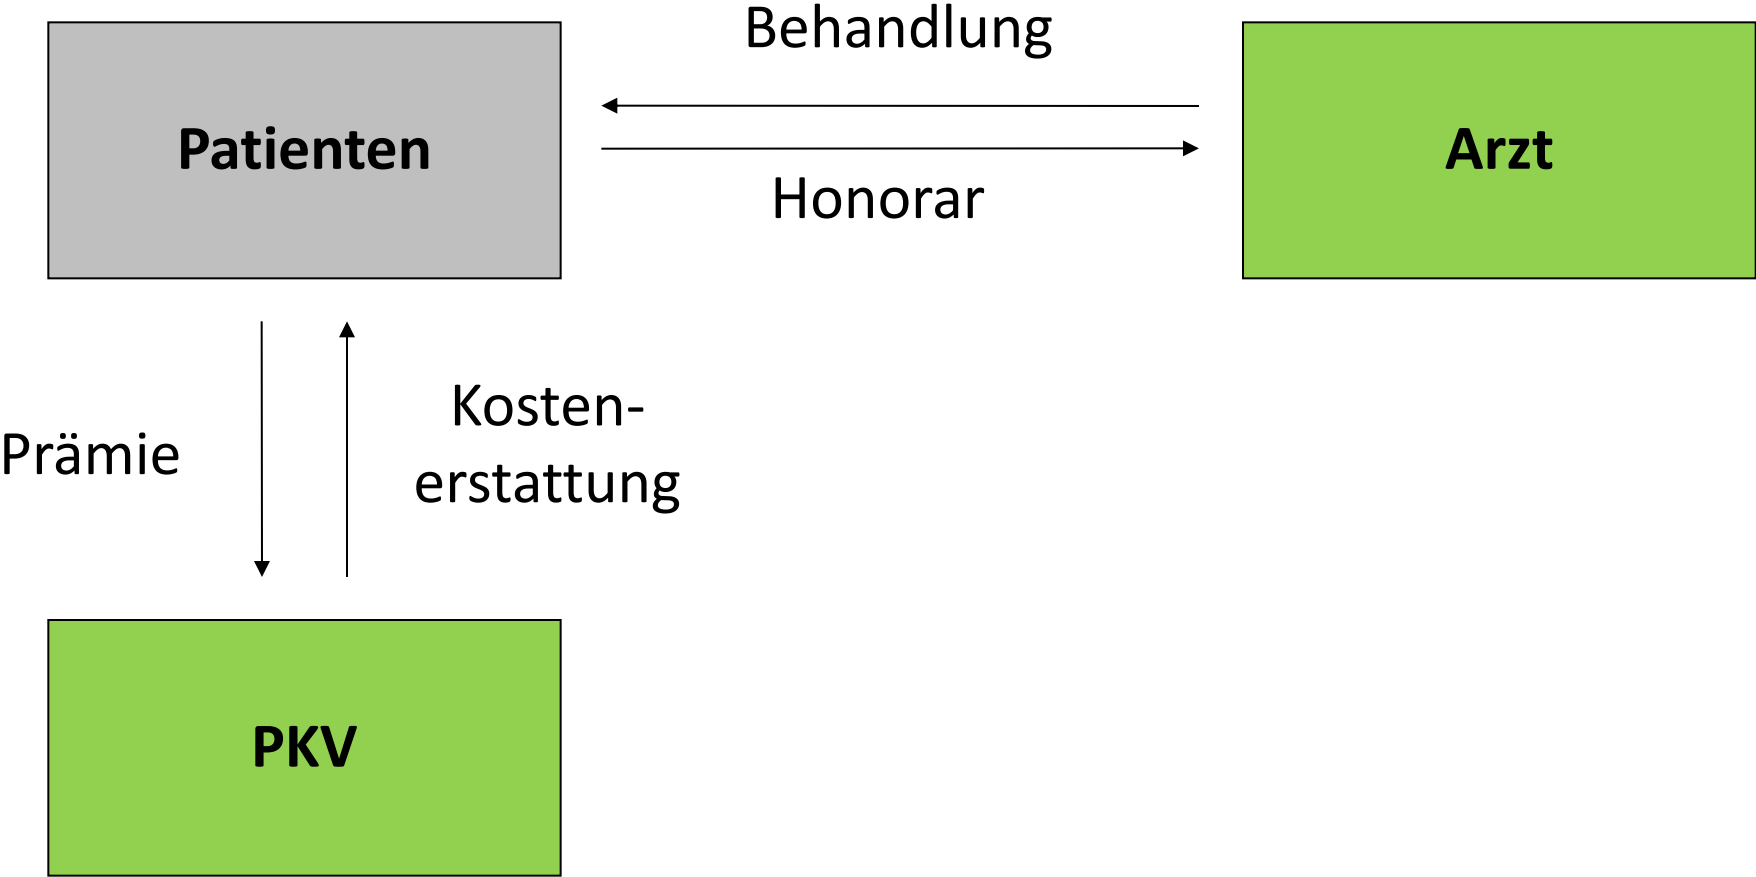 Behandlung
Patienten
Arzt
Honorar
Prämie
Kosten-
erstattung
PKV